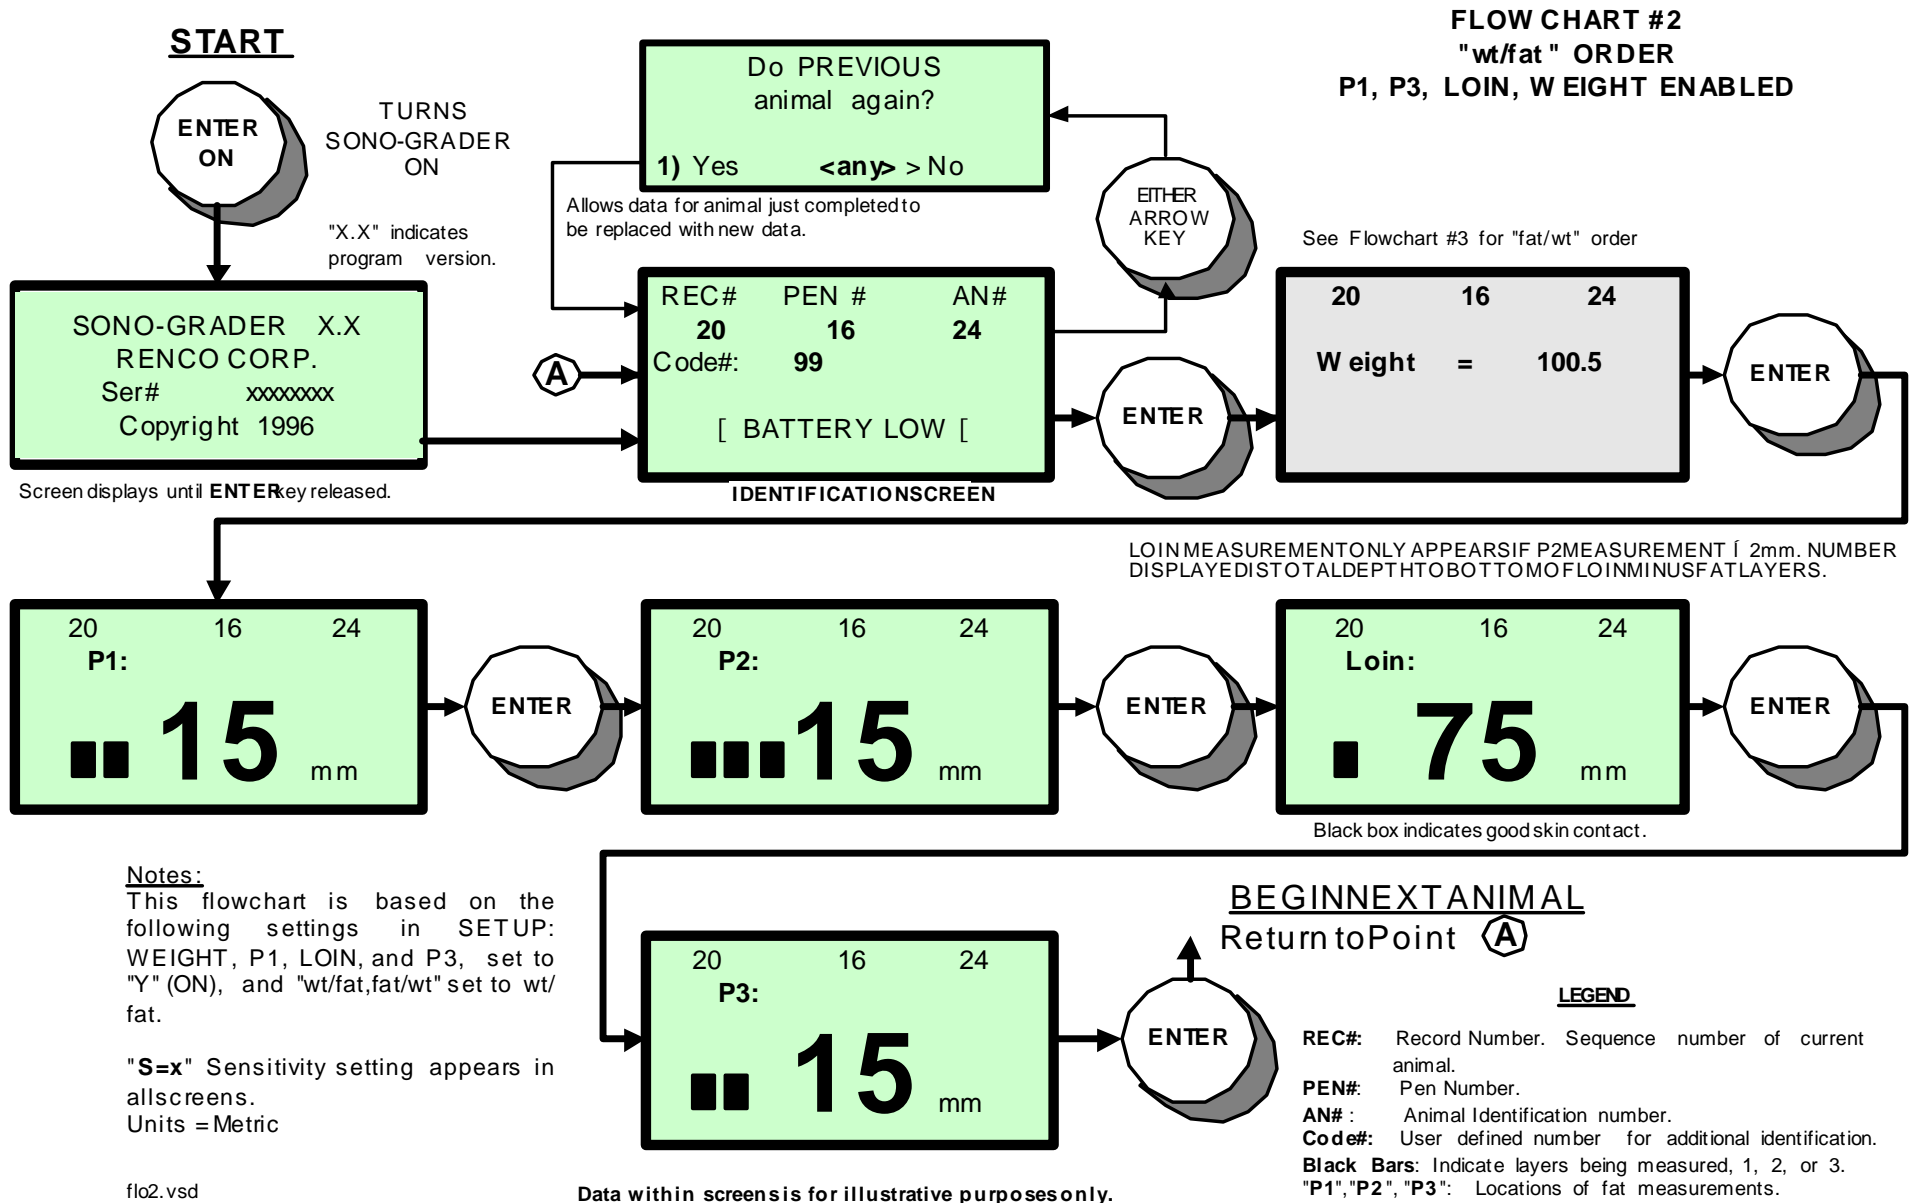 FLOW CHART #2
"wt/fat" ORDER
P1, P3, LOIN, WEIGHT ENABLED
START
ENTER
ON
TURNS
SONO-GRADER
ON
"X.X" indicates
program version.
Do PREVIOUS
animal again?
1) Yes <any> > No
Allows data for animal just completed to
be replaced with new data.
EITHER
ARROW
KEY
See Flowchart #3 for "fat/wt" order
SONO-GRADER X.X
RENCO CORP.
Ser# xxxxxxxx
Copyright 1996
Screen displays until ENTER key released.
A
REC# PEN # AN#
20 16 24
Code#: 99
[ BATTERY LOW [
IDENTIFICATION SCREEN
ENTER
20 16 24
Weight = 100.5
ENTER
LOIN MEASUREMENT ONLY APPEARS IF P2 MEASUREMENT Í 2mm. NUMBER
DISPLAYED IS TOTAL DEPTH TO BOTTOM OF LOIN MINUS FAT LAYERS.
20 16 24
P1:
15 mm
ENTER
20 16 24
P2:
15 mm
ENTER
20 16 24
Loin:
75 mm
ENTER
Black box indicates good skin contact.
Notes:
This flowchart is based on the
following settings in SETUP:
WEIGHT, P1, LOIN, and P3, set to
"Y" (ON), and "wt/fat,fat/wt" set to wt/
fat.
"S=x" Sensitivity setting appears in
allscreens.
Units = Metric
flo2.vsd
20 16 24
P3:
15 mm
ENTER
BEGIN NEXT ANIMAL
Return to Point A
LEGEND
REC#: Record Number. Sequence number of current
animal.
PEN#: Pen Number.
AN# : Animal Identification number.
Code#: User defined number for additional identification.
Black Bars: Indicate layers being measured, 1, 2, or 3.
"P1","P2", "P3": Locations of fat measurements.
Data within screens is for illustrative purposes only.